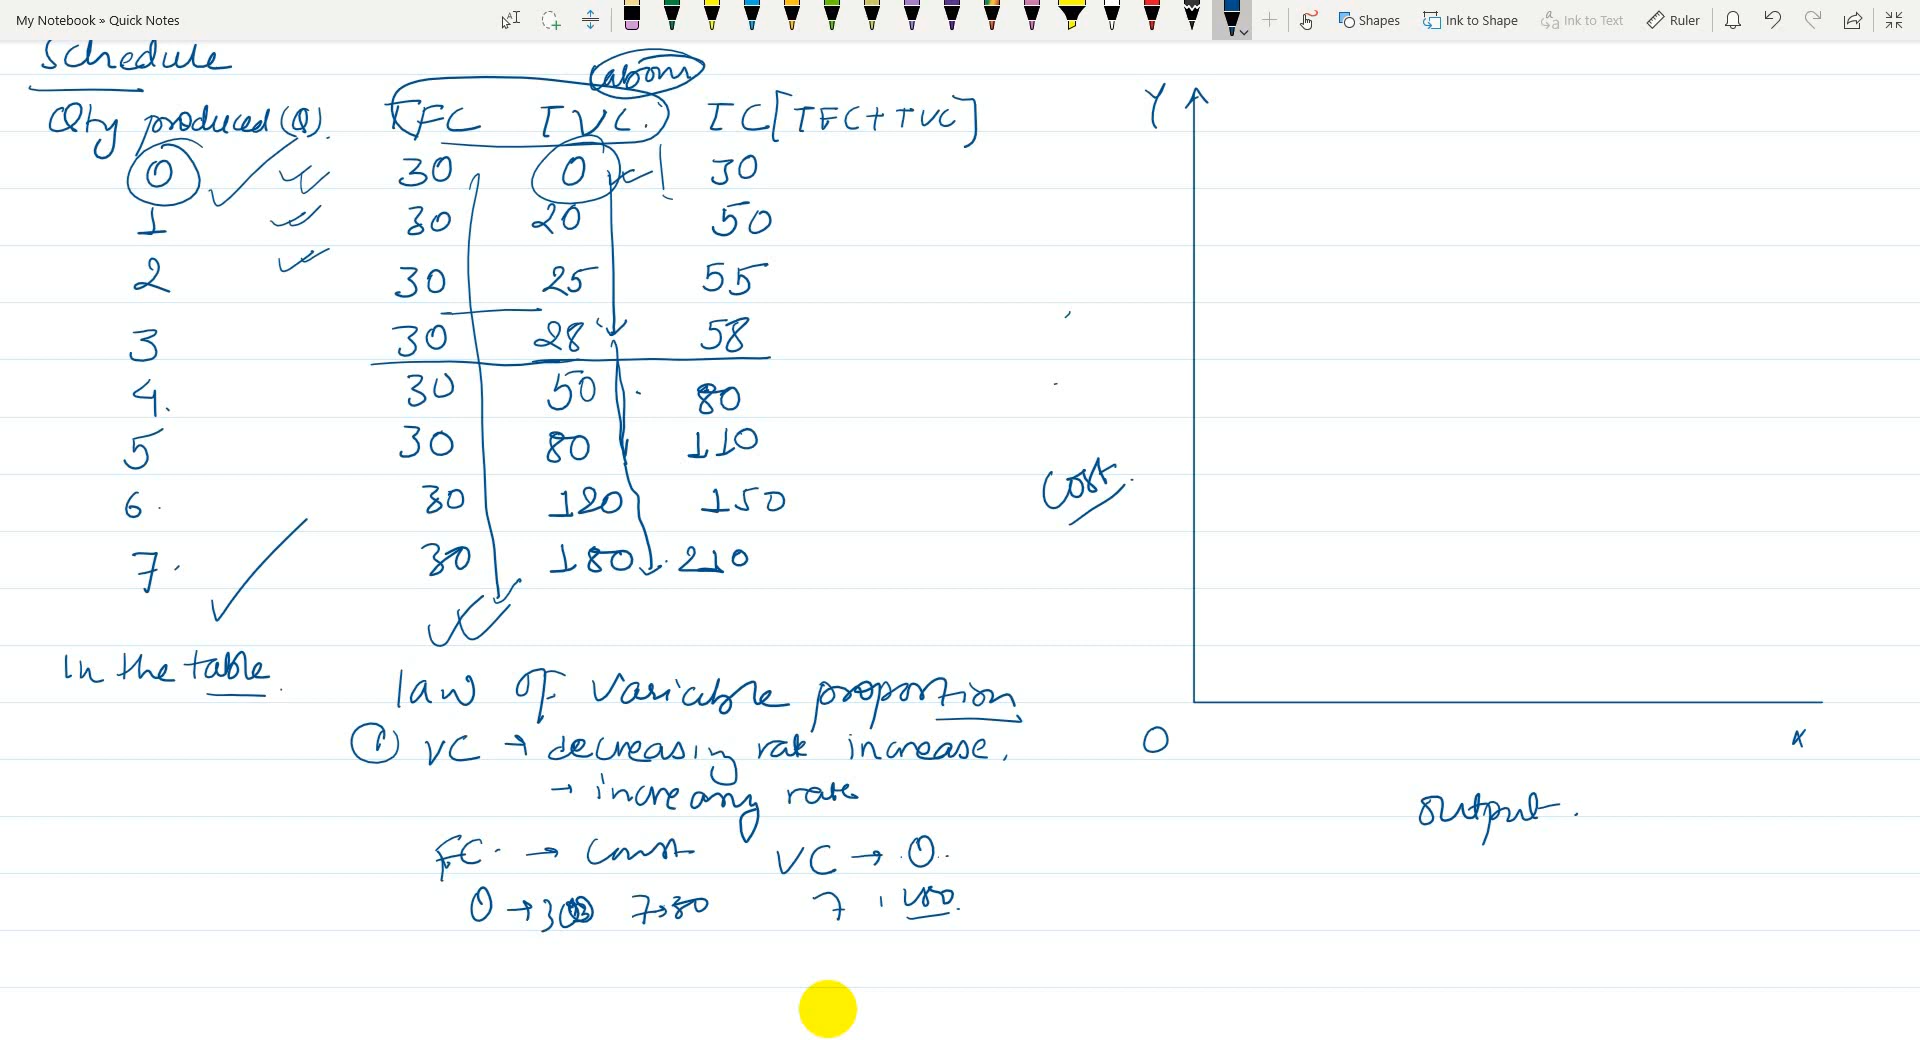 My Notebook » Quick Notes
Shapes Ink to Shape Ink to Text Ruler
Schedule
Labour
Qty produced (Q). TFC TVC. TC[TFC+TVC]
0 30 0 30
1 30 20 50
2 30 25 55
3 30 28 58
4. 30 50 80
5 30 80 110
6. 30 120 150
7. 30 180 210
In the table.
law of variable proportion
① VC → decreasing rate increase.
→ increasing rate
FC. → Const VC → 0.
0 → 30 7→30 7 , 180.
Y
Cost.
O X
output.